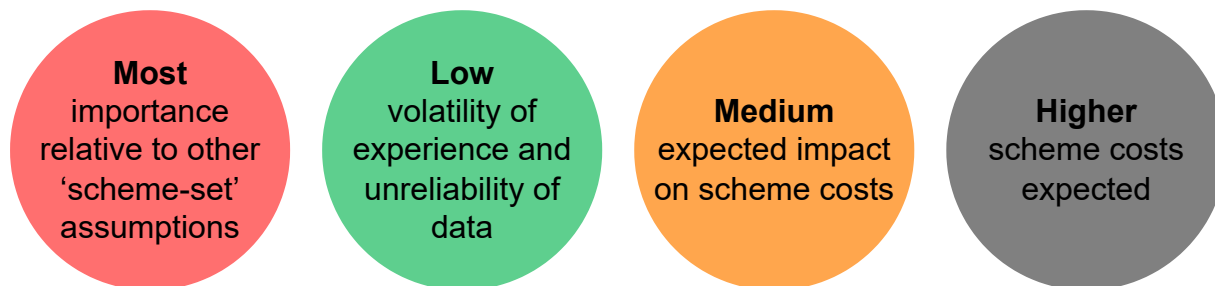 Most
importance
relative to other
‘scheme-set’
assumptions
Low
volatility of
experience and
unreliability of
data
Medium
expected impact
on scheme costs
Higher
scheme costs
expected